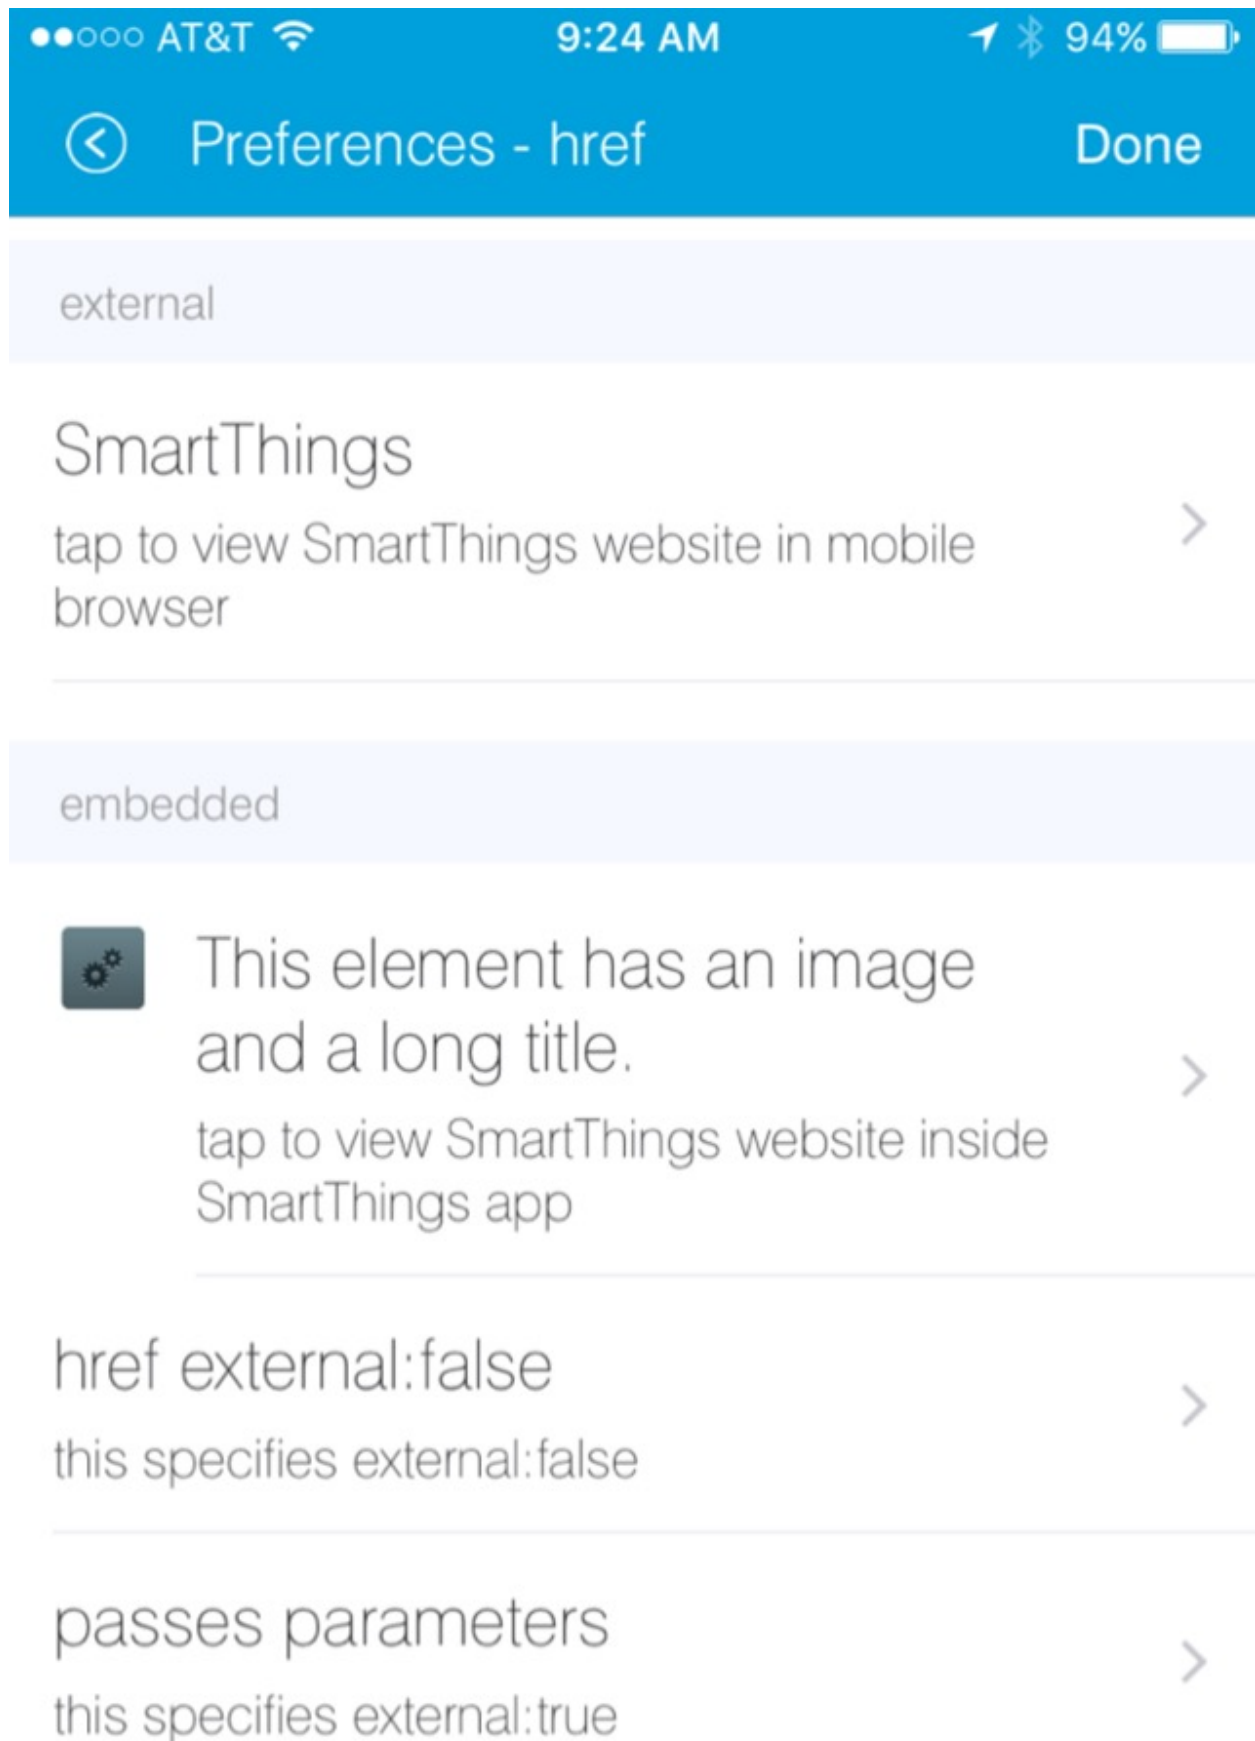 AT&T 9:24 AM 94%
Preferences - href Done
external
SmartThings
tap to view SmartThings website in mobile
browser
embedded
This element has an image
and a long title.
tap to view SmartThings website inside
SmartThings app
href external:false
this specifies external:false
passes parameters
this specifies external:true